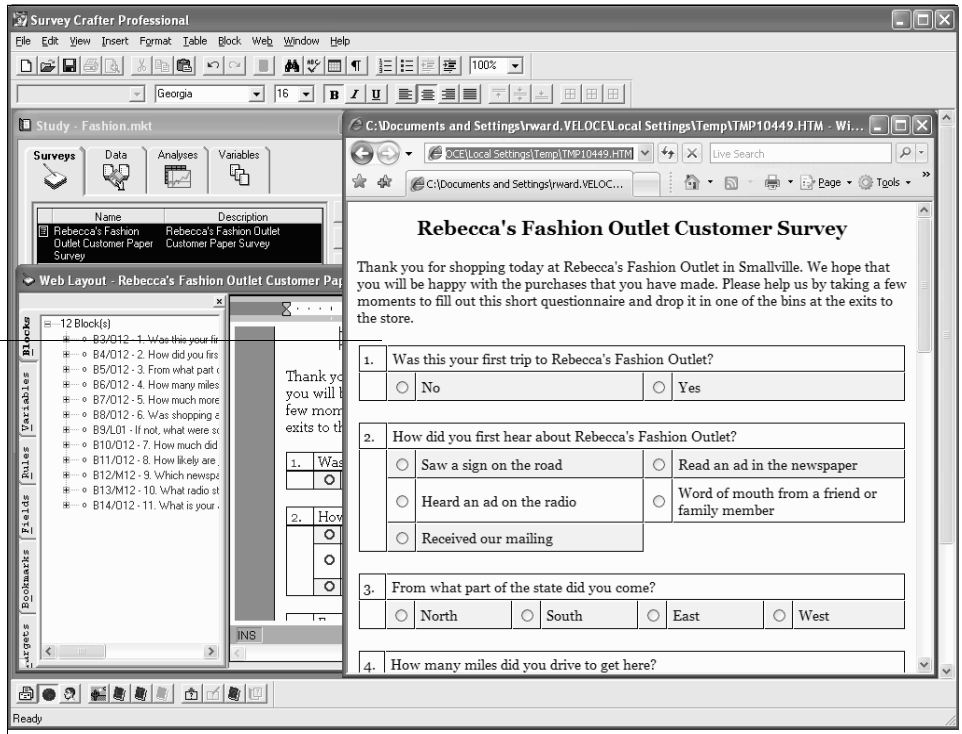 Survey Crafter Professional
File Edit View Insert Format Table Block Web Window Help
100%
Georgia 16 B I U
Study - Fashion.mkt
Surveys Data Analyses Variables
Name Description
Rebecca's Fashion Outlet Customer Paper Survey
Rebecca's Fashion Outlet Customer Paper Survey
Web Layout - Rebecca's Fashion Outlet Customer Pap
Blocks
Variables
Rules
Fields
Bookmarks
12 Block(s)
B3/O12 - 1. Was this your fir
B4/O12 - 2. How did you firs
B5/O12 - 3. From what part o
B6/O12 - 4. How many miles
B7/O12 - 5. How much more
B8/O12 - 6. Was shopping a
B9/L01 - If not, what were so
B10/O12 - 7. How much did
B11/O12 - 8. How likely are
B12/M12 - 9. Which newspa
B13/M12 - 10. What radio st
B14/O12 - 11. What is your
Thank yo
you will b
few mom
exits to th
1. Was
2. How
INS
C:\Documents and Settings\rward.VELOCE\Local Settings\Temp\TMP10449.HTM - Wi...
OCE\Local Settings\Temp\TMP10449.HTM
Live Search
C:\Documents and Settings\rward.VELOC...
Page Tools
Rebecca's Fashion Outlet Customer Survey
Thank you for shopping today at Rebecca's Fashion Outlet in Smallville. We hope that
you will be happy with the purchases that you have made. Please help us by taking a few
moments to fill out this short questionnaire and drop it in one of the bins at the exits to
the store.
1. Was this your first trip to Rebecca's Fashion Outlet?
No Yes
2. How did you first hear about Rebecca's Fashion Outlet?
Saw a sign on the road Read an ad in the newspaper
Heard an ad on the radio Word of mouth from a friend or family member
Received our mailing
3. From what part of the state did you come?
North South East West
4. How many miles did you drive to get here?
Ready